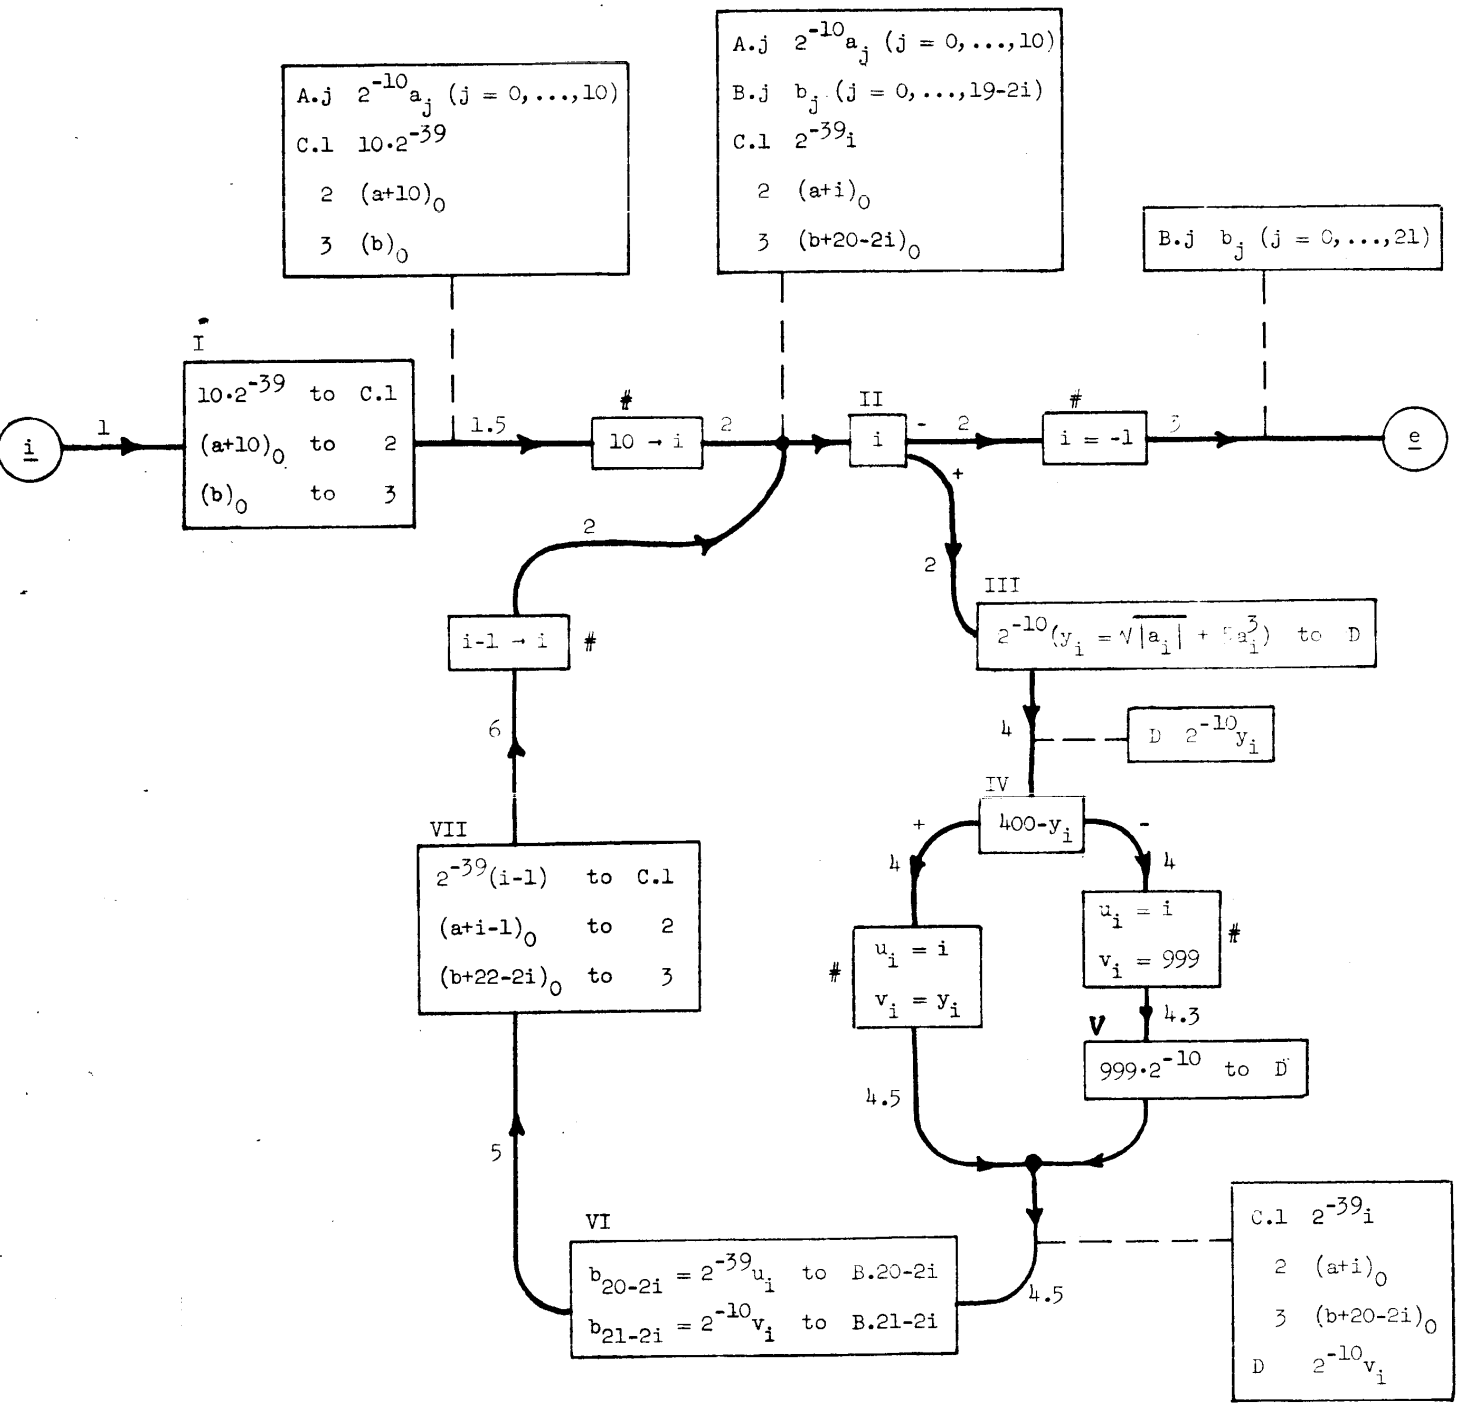 A.j 2^-10 a_j (j = 0,...,10)
C.1 10·2^-39
2 (a+10)_0
3 (b)_0
A.j 2^-10 a_j (j = 0,...,10)
B.j b_j (j = 0,...,19-2i)
C.1 2^-39 i
2 (a+i)_0
3 (b+20-2i)_0
B.j b_j (j = 0,...,21)
i
1
I
10·2^-39 to C.1
(a+10)_0 to 2
(b)_0 to 3
1.5
#
10 → i
2
II
i
-
2
#
i = -1
3
e
+
2
III
2^-10(y_i = √|a_i| + 5a_i^3) to D
4
D 2^-10 y_i
IV
400-y_i
+
4
-
4
#
u_i = i
v_i = y_i
4.5
u_i = i
v_i = 999
#
4.3
V
999·2^-10 to D
C.1 2^-39 i
2 (a+i)_0
3 (b+20-2i)_0
D 2^-10 v_i
4.5
VI
b_20-2i = 2^-39 u_i to B.20-2i
b_21-2i = 2^-10 v_i to B.21-2i
5
VII
2^-39(i-1) to C.1
(a+i-1)_0 to 2
(b+22-2i)_0 to 3
6
i-1 → i
#
2